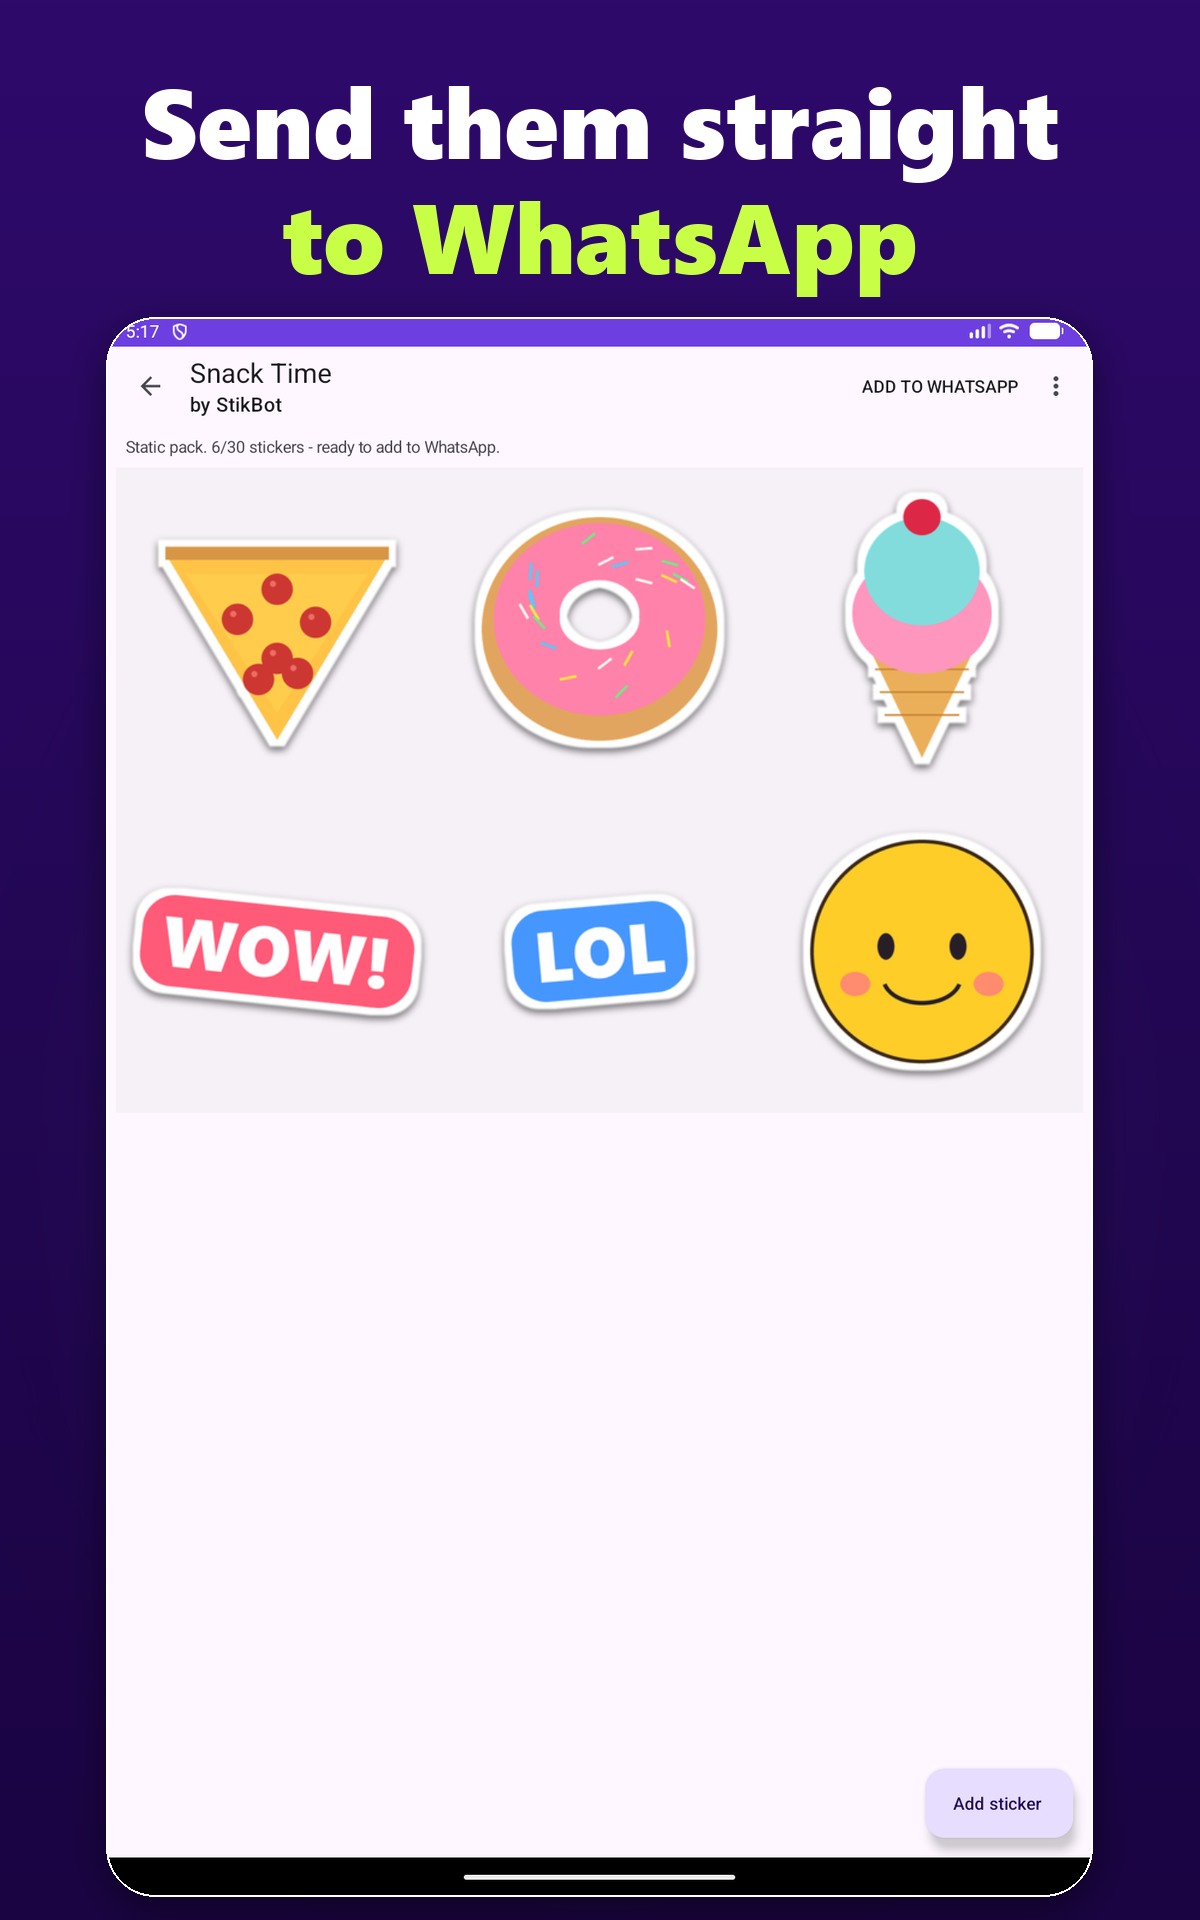 Send them straight
to WhatsApp
5:17
Snack Time
by StikBot
ADD TO WHATSAPP
Static pack. 6/30 stickers - ready to add to WhatsApp.
WOW!
LOL
Add sticker